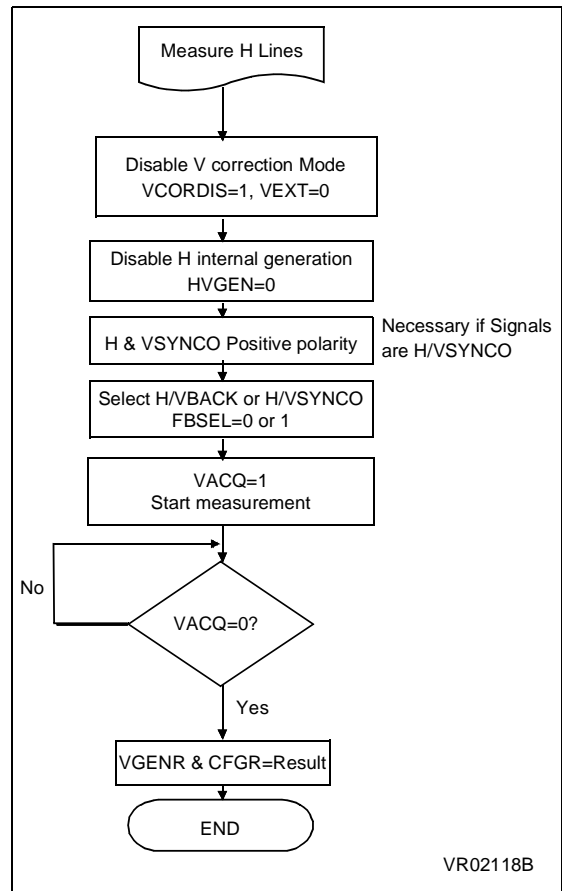 Measure H Lines
Disable V correction Mode
VCORDIS=1, VEXT=0
Disable H internal generation
HVGEN=0
H & VSYNCO Positive polarity
Necessary if Signals
are H/VSYNCO
Select H/VBACK or H/VSYNCO
FBSEL=0 or 1
VACQ=1
Start measurement
No
VACQ=0?
Yes
VGENR & CFGR=Result
END
VR02118B